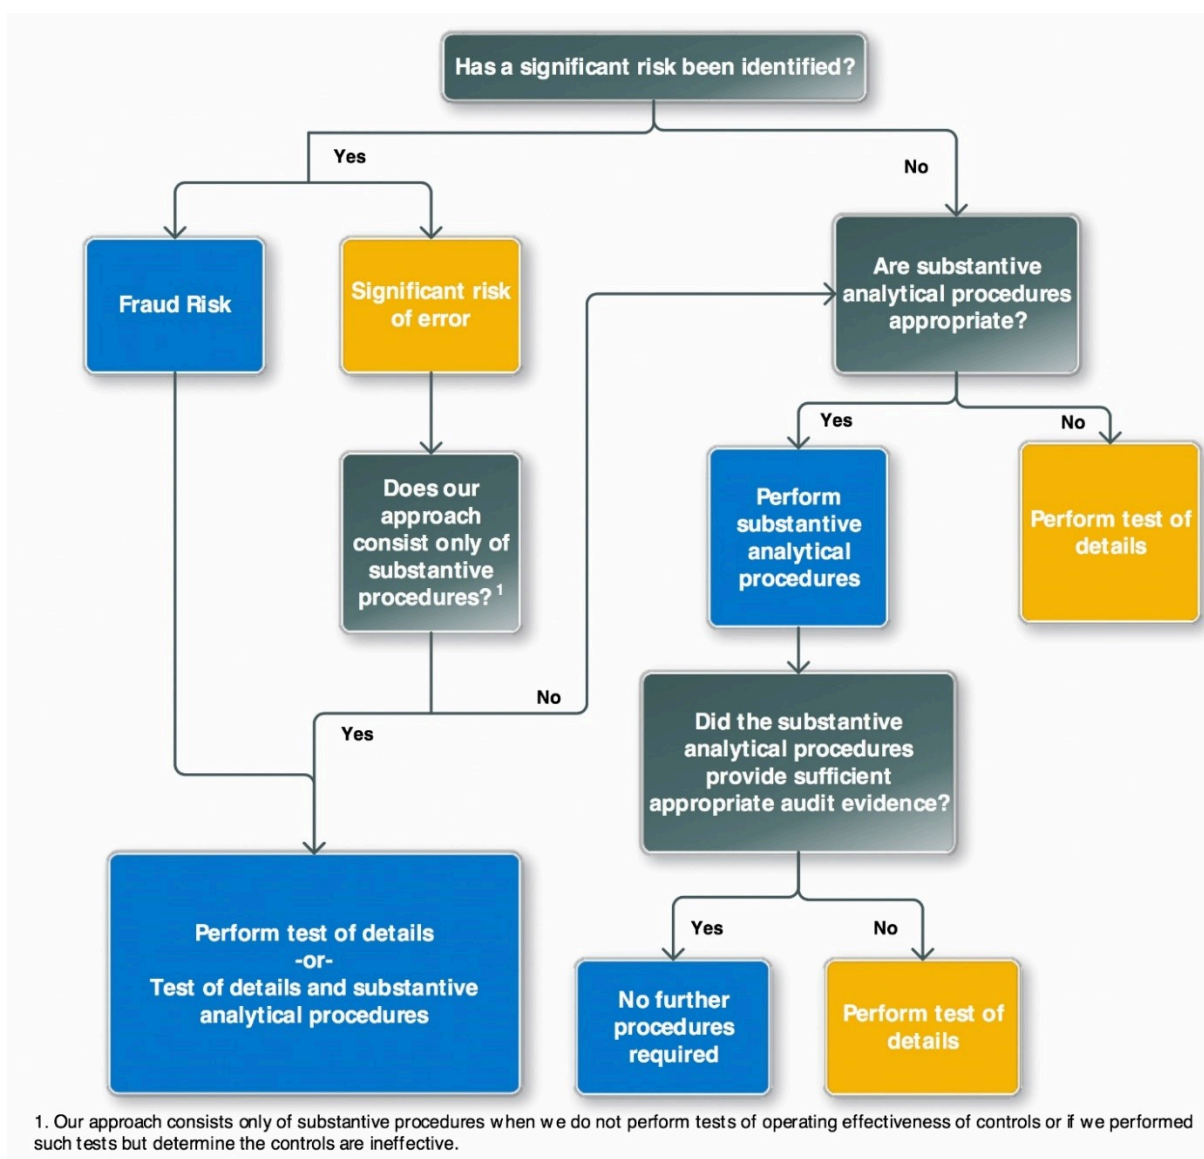 Has a significant risk been identified?
Yes
No
Fraud Risk
Significant risk
of error
Are substantive
analytical procedures
appropriate?
Yes
No
Does our
approach
consist only of
substantive
procedures? 1
Perform
substantive
analytical
procedures
Perform test of
details
No
Yes
Did the substantive
analytical procedures
provide sufficient
appropriate audit evidence?
Perform test of details
-or-
Test of details and substantive
analytical procedures
Yes
No
No further
procedures
required
Perform test of
details
1. Our approach consists only of substantive procedures when we do not perform tests of operating effectiveness of controls or if we performed
such tests but determine the controls are ineffective.